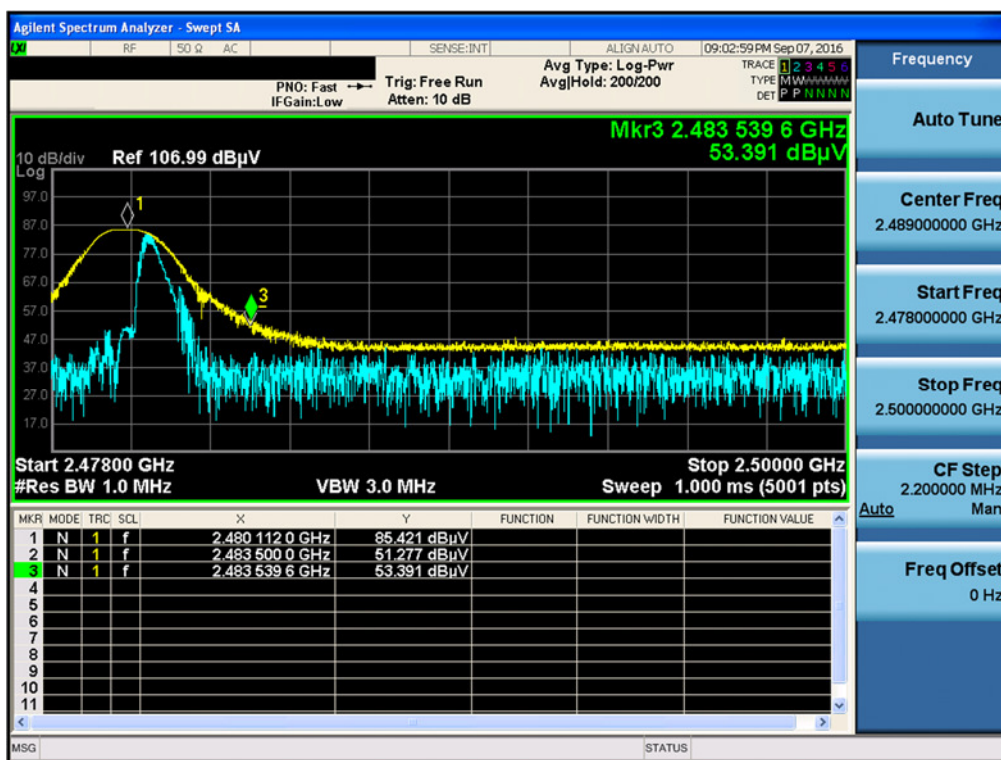 Agilent Spectrum Analyzer - Swept SA
LXI RF 50 Ω AC SENSE:INT ALIGN AUTO 09:02:59 PM Sep 07, 2016
Frequency
Avg Type: Log-Pwr
TRACE 1 2 3 4 5 6
PNO: Fast
Trig: Free Run
Avg|Hold: 200/200
TYPE M W W W W W
IFGain:Low
Atten: 10 dB
DET P P N N N N
Auto Tune
Mkr3 2.483 539 6 GHz
53.391 dBµV
10 dB/div Ref 106.99 dBµV
Log
97.0
87.0
77.0
67.0
57.0
47.0
37.0
27.0
17.0
1
3
Center Freq
2.489000000 GHz
Start Freq
2.478000000 GHz
Stop Freq
2.500000000 GHz
Start 2.47800 GHz Stop 2.50000 GHz
#Res BW 1.0 MHz VBW 3.0 MHz Sweep 1.000 ms (5001 pts)
CF Step
2.200000 MHz
Auto Man
MKR MODE TRC SCL X Y FUNCTION FUNCTION WIDTH FUNCTION VALUE
1 N 1 f 2.480 112 0 GHz 85.421 dBµV
2 N 1 f 2.483 500 0 GHz 51.277 dBµV
3 N 1 f 2.483 539 6 GHz 53.391 dBµV
4
5
6
7
8
9
10
11
Freq Offset
0 Hz
MSG STATUS